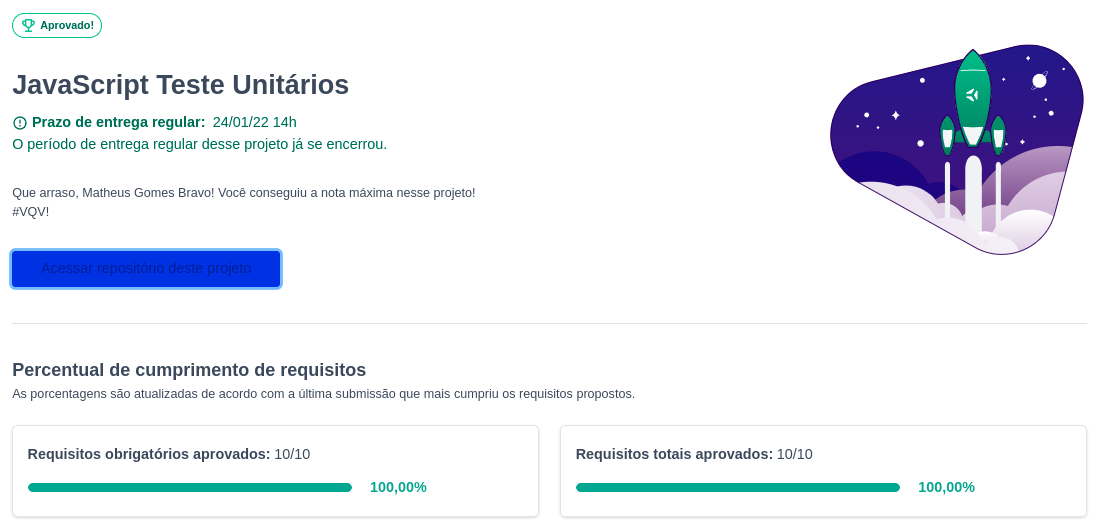 Aprovado!
JavaScript Teste Unitários
Prazo de entrega regular: 24/01/22 14h
O período de entrega regular desse projeto já se encerrou.
Que arraso, Matheus Gomes Bravo! Você conseguiu a nota máxima nesse projeto!
#VQV!
Acessar repositório deste projeto
Percentual de cumprimento de requisitos
As porcentagens são atualizadas de acordo com a última submissão que mais cumpriu os requisitos propostos.
Requisitos obrigatórios aprovados: 10/10
100,00%
Requisitos totais aprovados: 10/10
100,00%